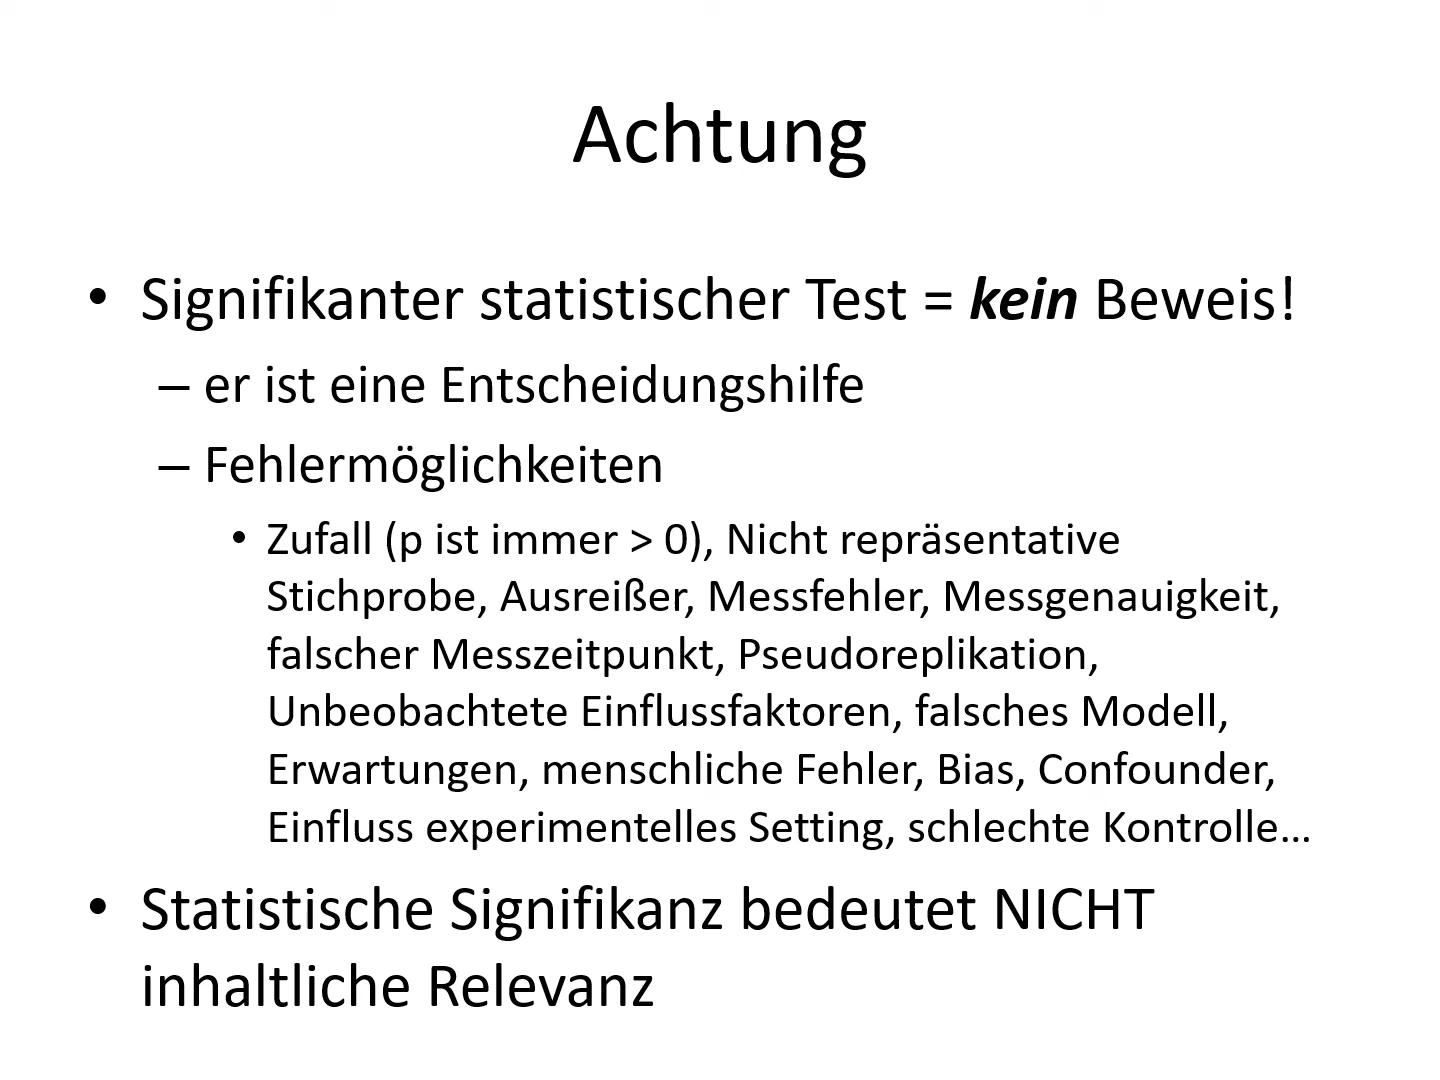 Achtung
• Signifikanter statistischer Test = kein Beweis!
– er ist eine Entscheidungshilfe
– Fehlermöglichkeiten
• Zufall (p ist immer > 0), Nicht repräsentative
Stichprobe, Ausreißer, Messfehler, Messgenauigkeit,
falscher Messzeitpunkt, Pseudoreplikation,
Unbeobachtete Einflussfaktoren, falsches Modell,
Erwartungen, menschliche Fehler, Bias, Confounder,
Einfluss experimentelles Setting, schlechte Kontrolle…
• Statistische Signifikanz bedeutet NICHT
inhaltliche Relevanz